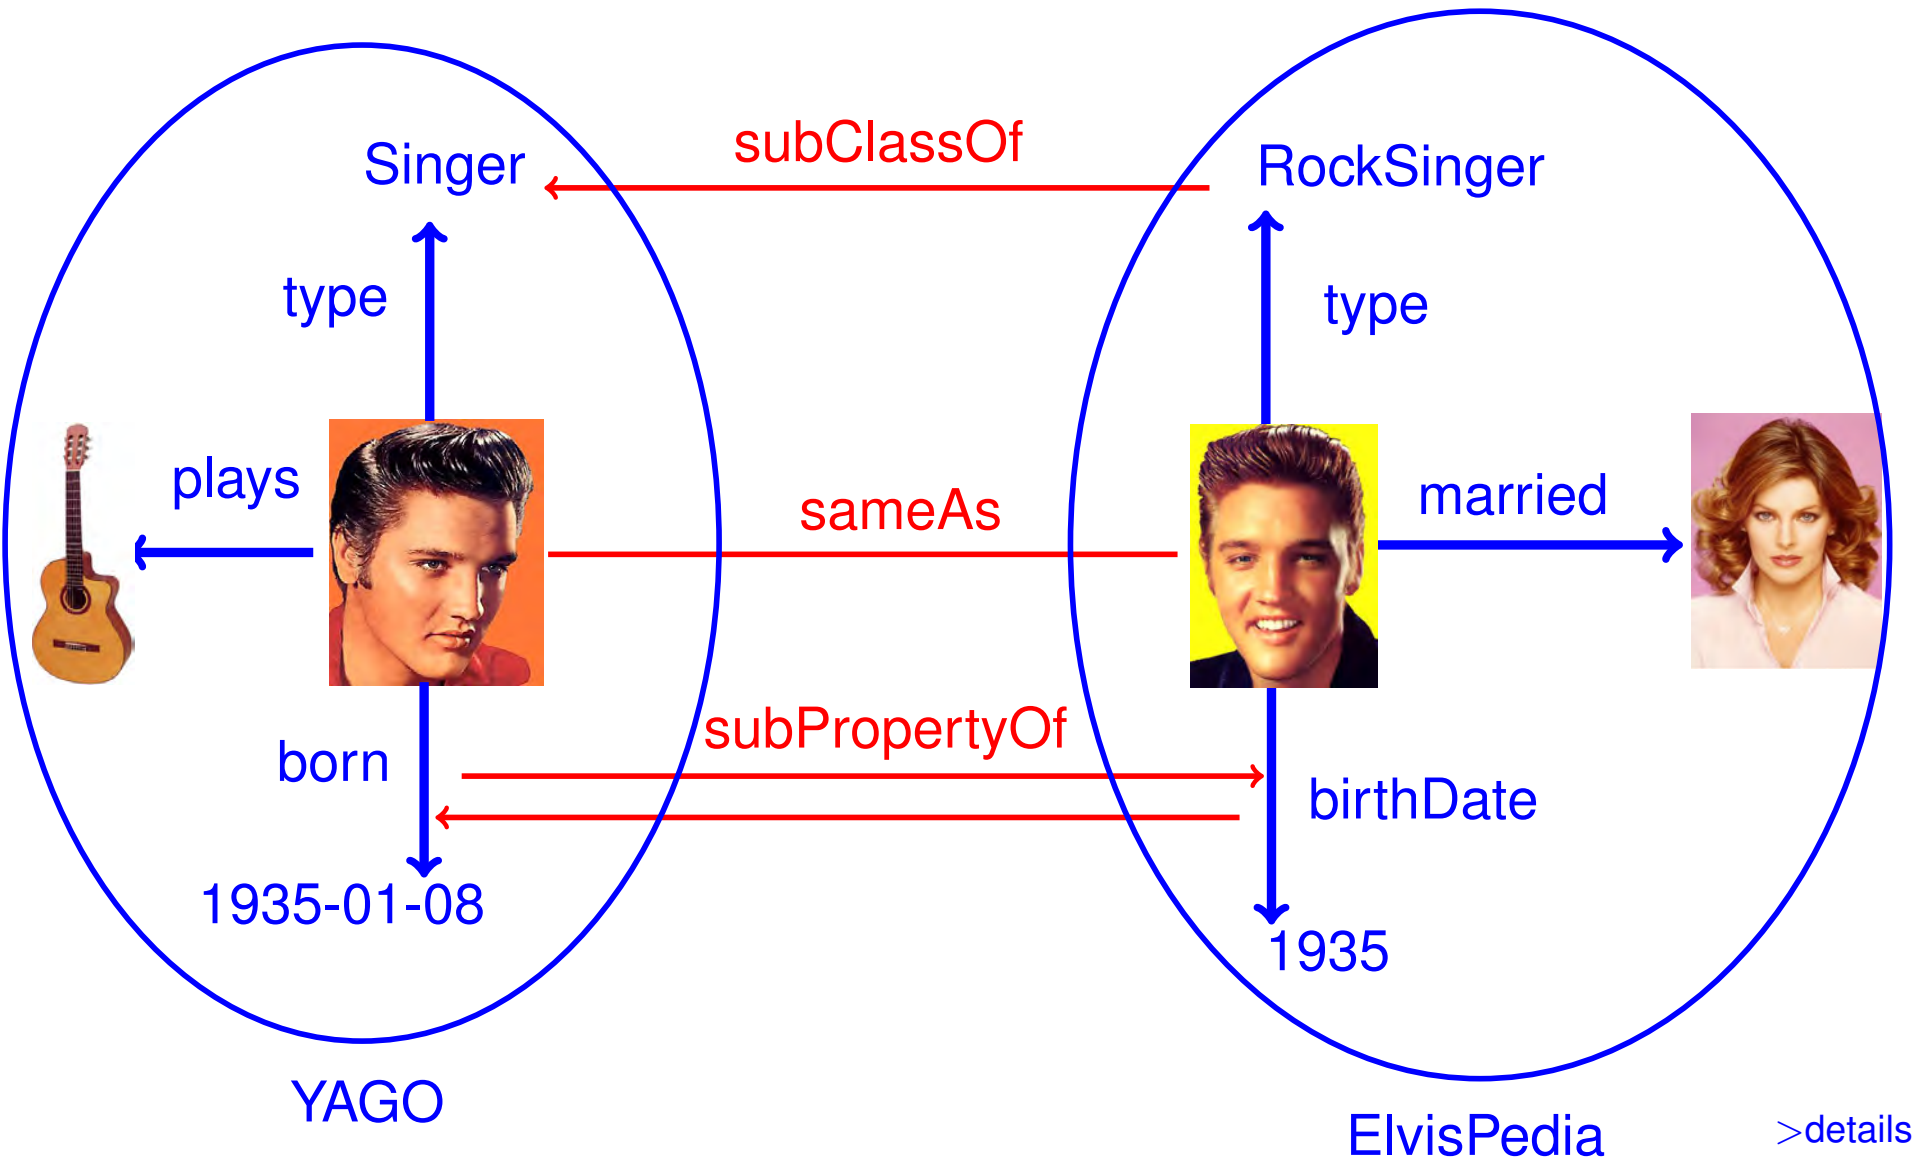 subClassOf
Singer
RockSinger
type
type
plays
married
sameAs
subPropertyOf
born
birthDate
1935-01-08
1935
YAGO
ElvisPedia
>details